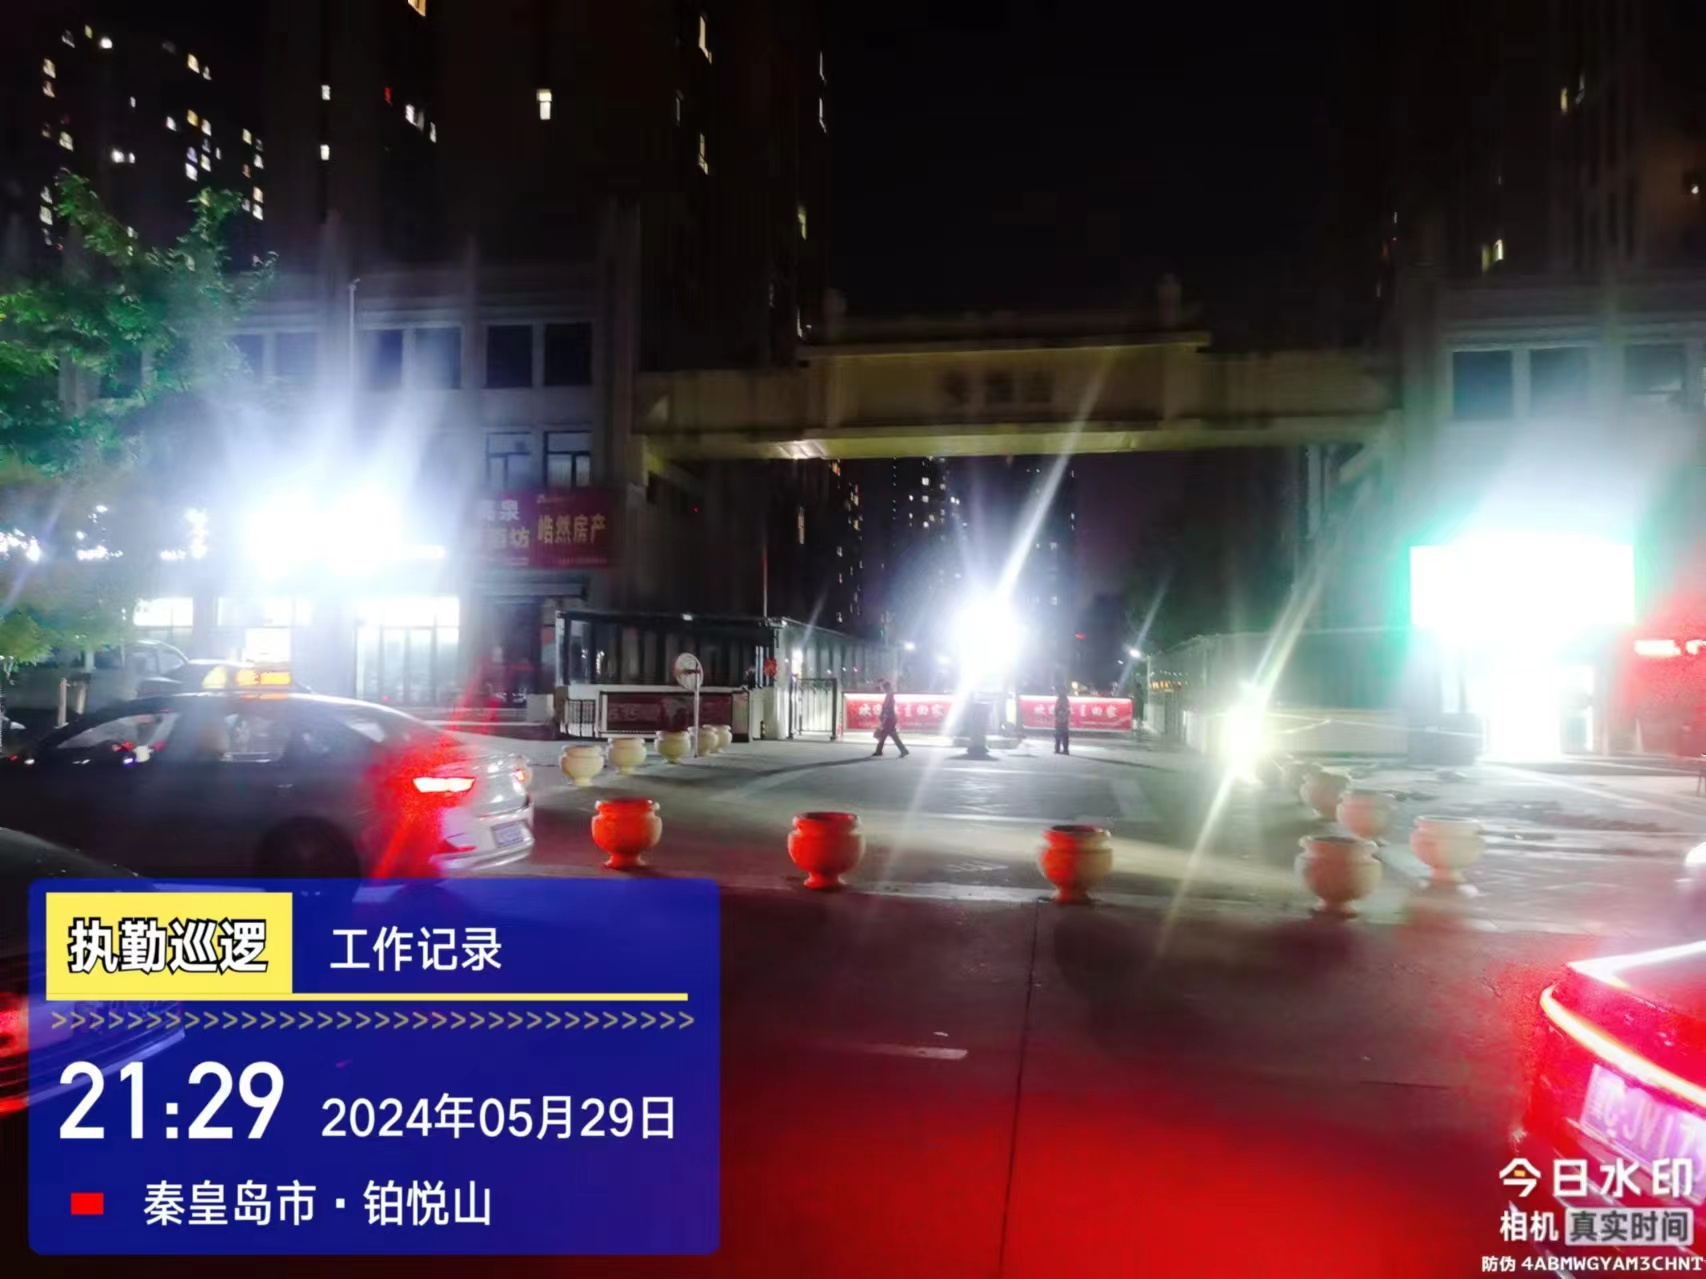 皓然房产
执勤巡逻
工作记录
21:29
2024年05月29日
秦皇岛市·铂悦山
今日水印
相机 真实时间
防伪 4ABMWGYAM3CHNT